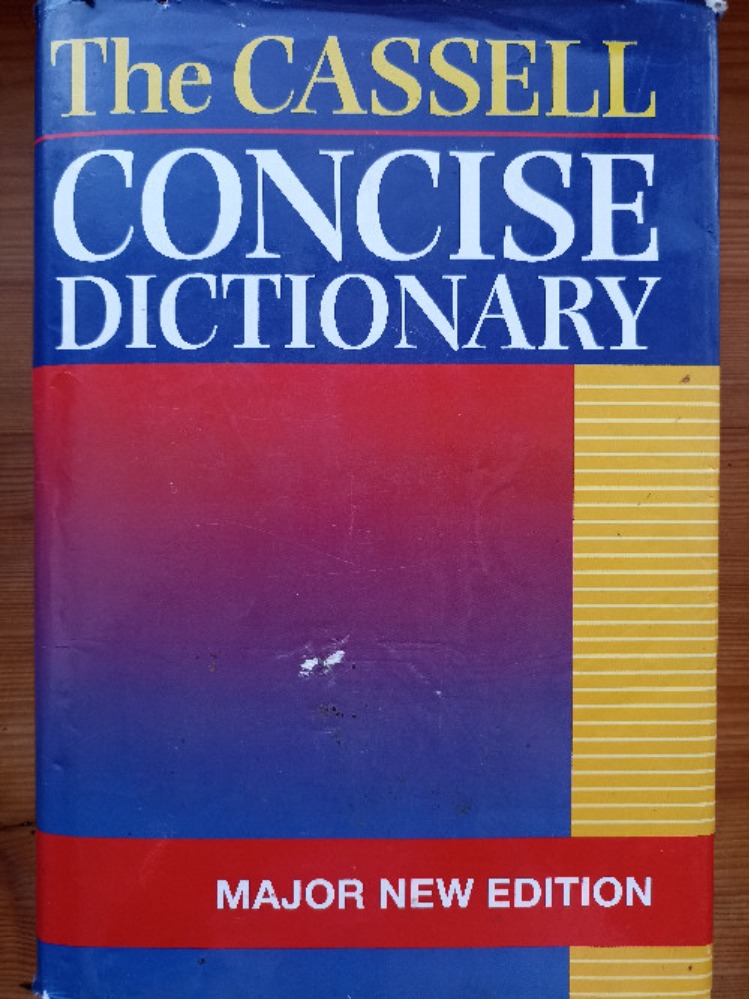 The CASSELL
CONCISE
DICTIONARY
MAJOR NEW EDITION